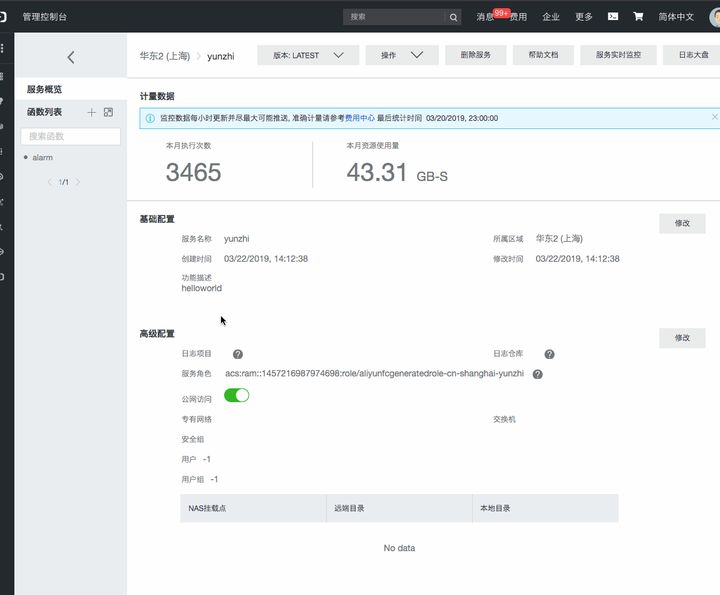 管理控制台 搜索 消息 99+ 费用 企业 更多 简体中文
华东2 (上海) yunzhi 版本: LATEST 操作 删除服务 帮助文档 服务实时监控 日志大盘
服务概览
函数列表
搜索函数
alarm
1/1
计量数据
监控数据每小时更新并尽最大可能推送, 准确计量请参考费用中心 最后统计时间 03/20/2019, 23:00:00
本月执行次数 本月资源使用量
3465 43.31 GB-S
基础配置 修改
服务名称 yunzhi 所属区域 华东2 (上海)
创建时间 03/22/2019, 14:12:38 修改时间 03/22/2019, 14:12:38
功能描述
helloworld
高级配置 修改
日志项目 日志仓库
服务角色 acs:ram::1457216987974698:role/aliyunfcgeneratedrole-cn-shanghai-yunzhi
公网访问
专有网络 交换机
安全组
用户 -1
用户组 -1
NAS挂载点 远端目录 本地目录
No data